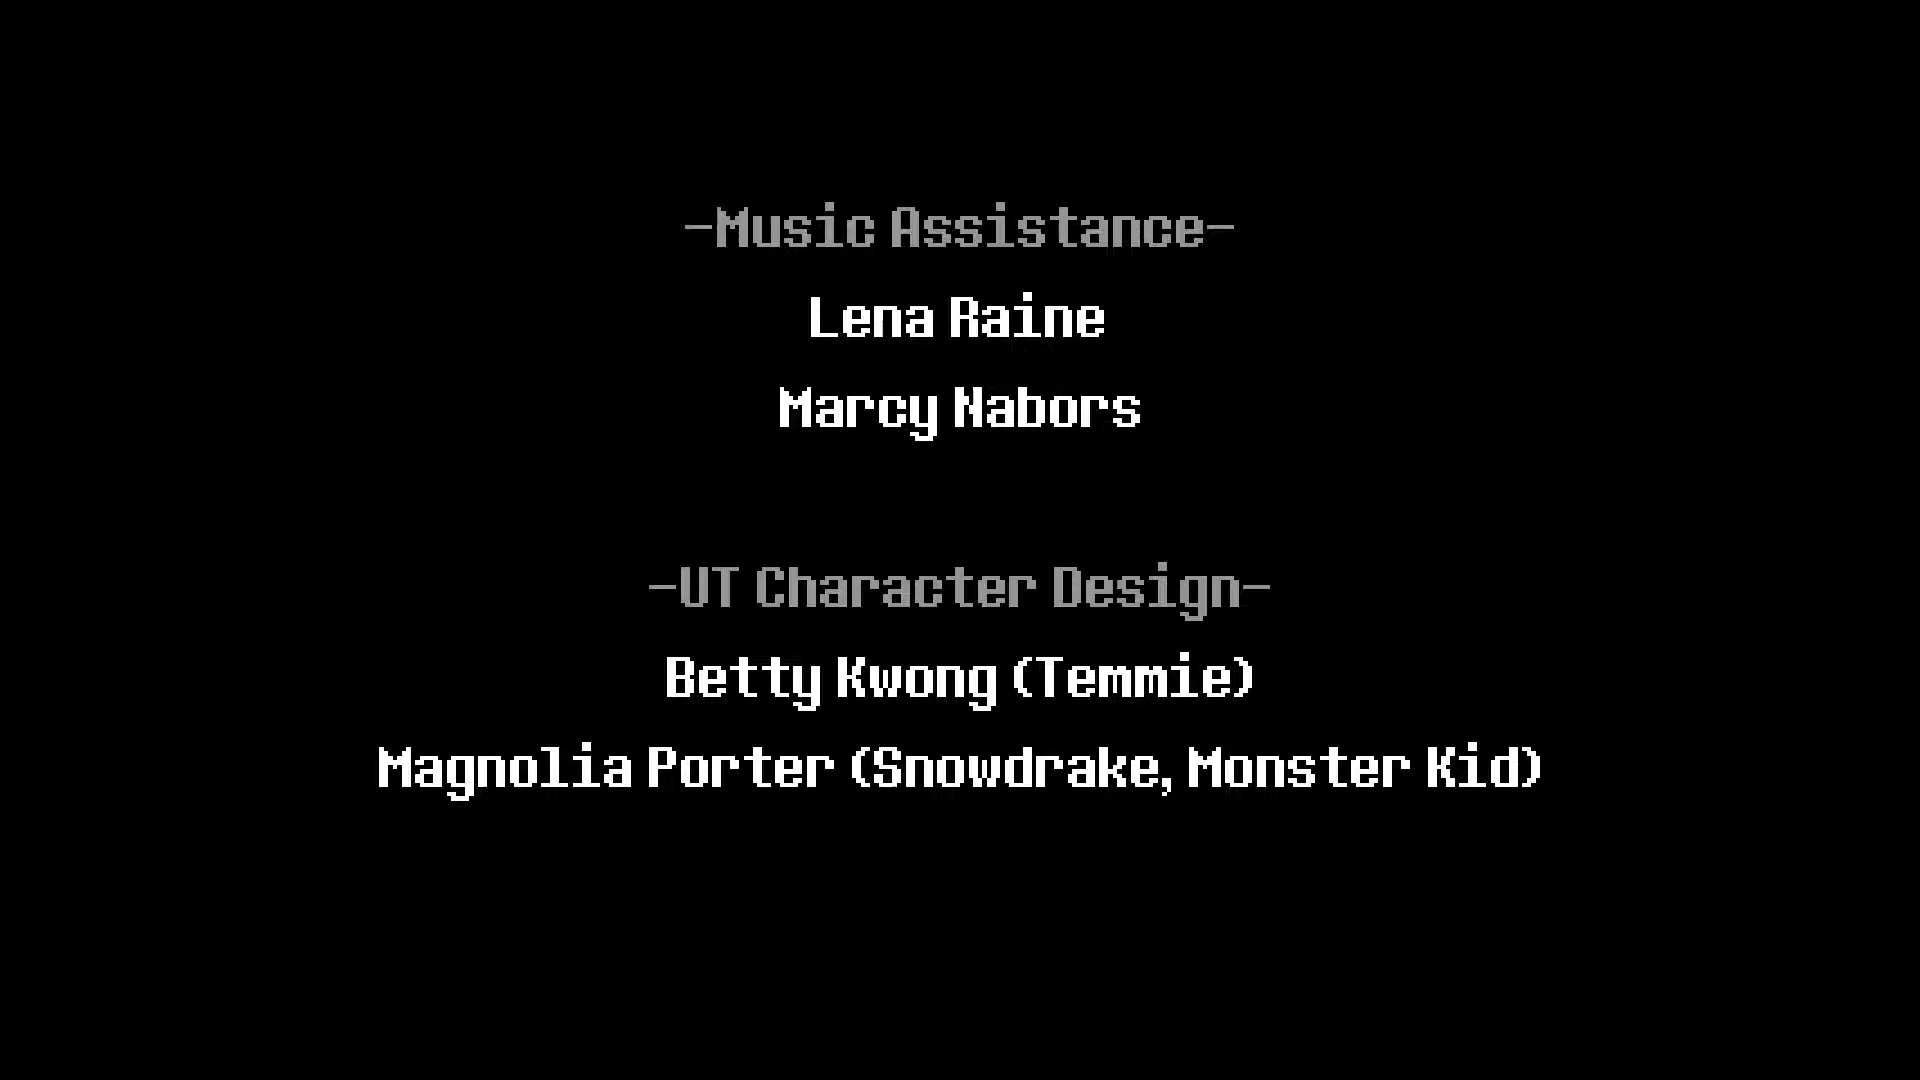 -Music Assistance-
Lena Raine
Marcy Nabors
-UT Character Design-
Betty Kwong (Temmie)
Magnolia Porter (Snowdrake, Monster Kid)